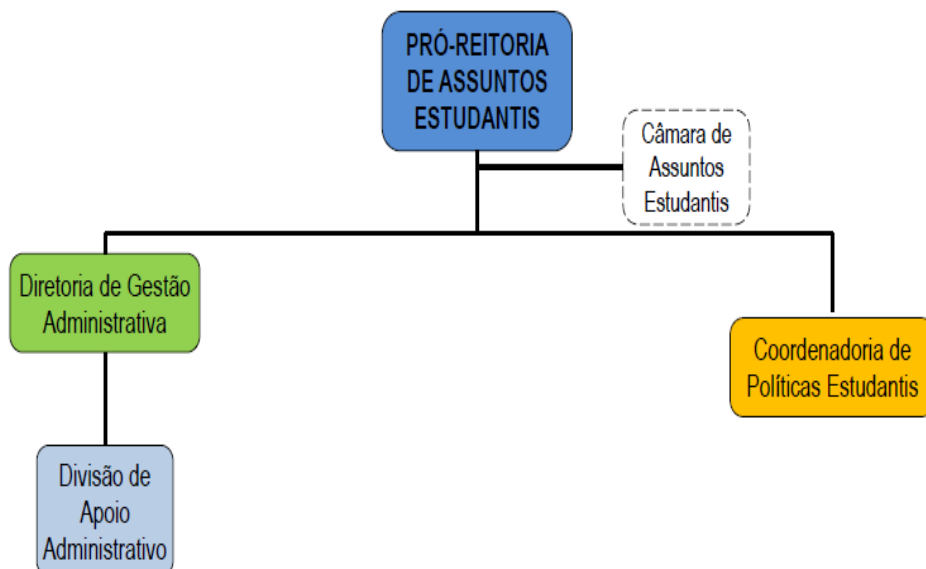 PRÓ-REITORIA
DE ASSUNTOS
ESTUDANTIS
Câmara de
Assuntos
Estudantis
Diretoria de Gestão
Administrativa
Coordenadoria de
Políticas Estudantis
Divisão de
Apoio
Administrativo